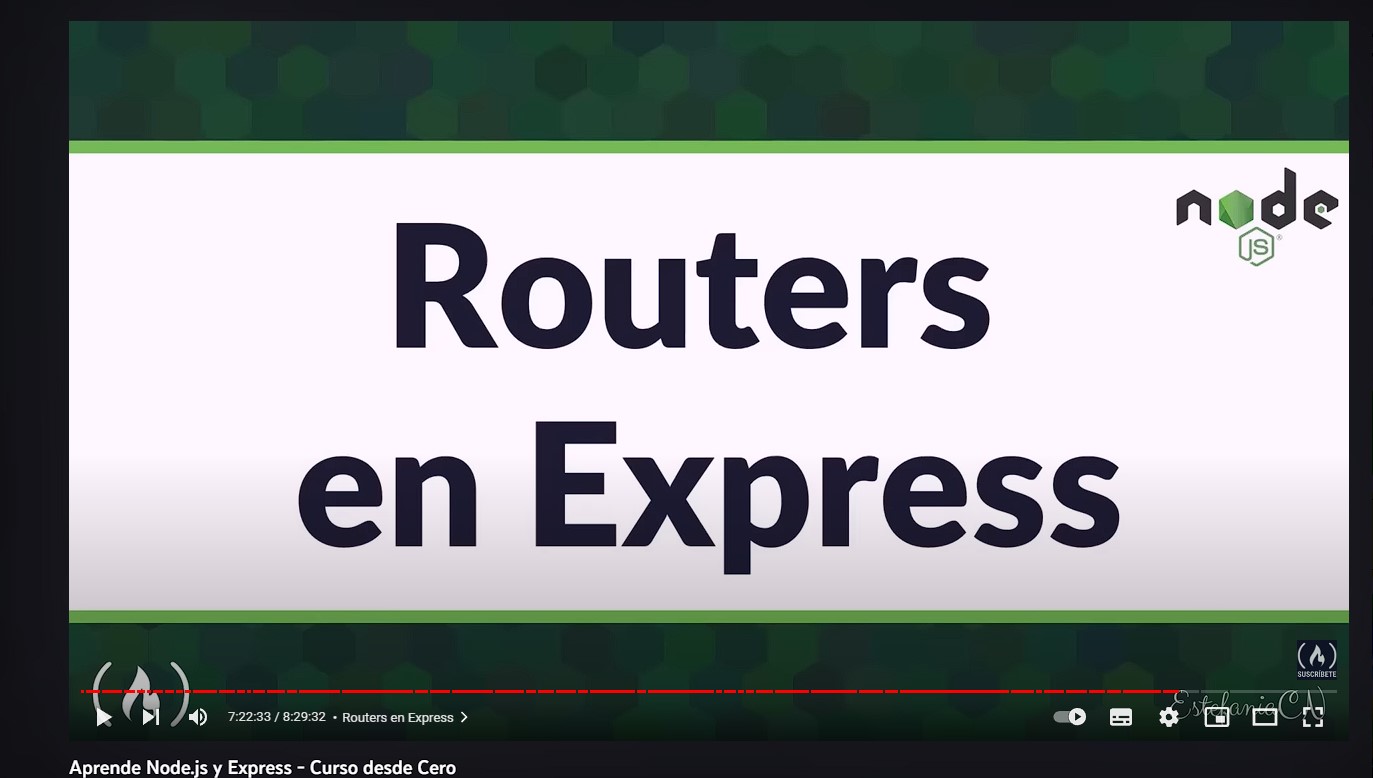 node
JS
Routers
en Express
SUSCRÍBETE
EstefaniaCN
7:22:33 / 8:29:32 • Routers en Express
Aprende Node.js y Express - Curso desde Cero